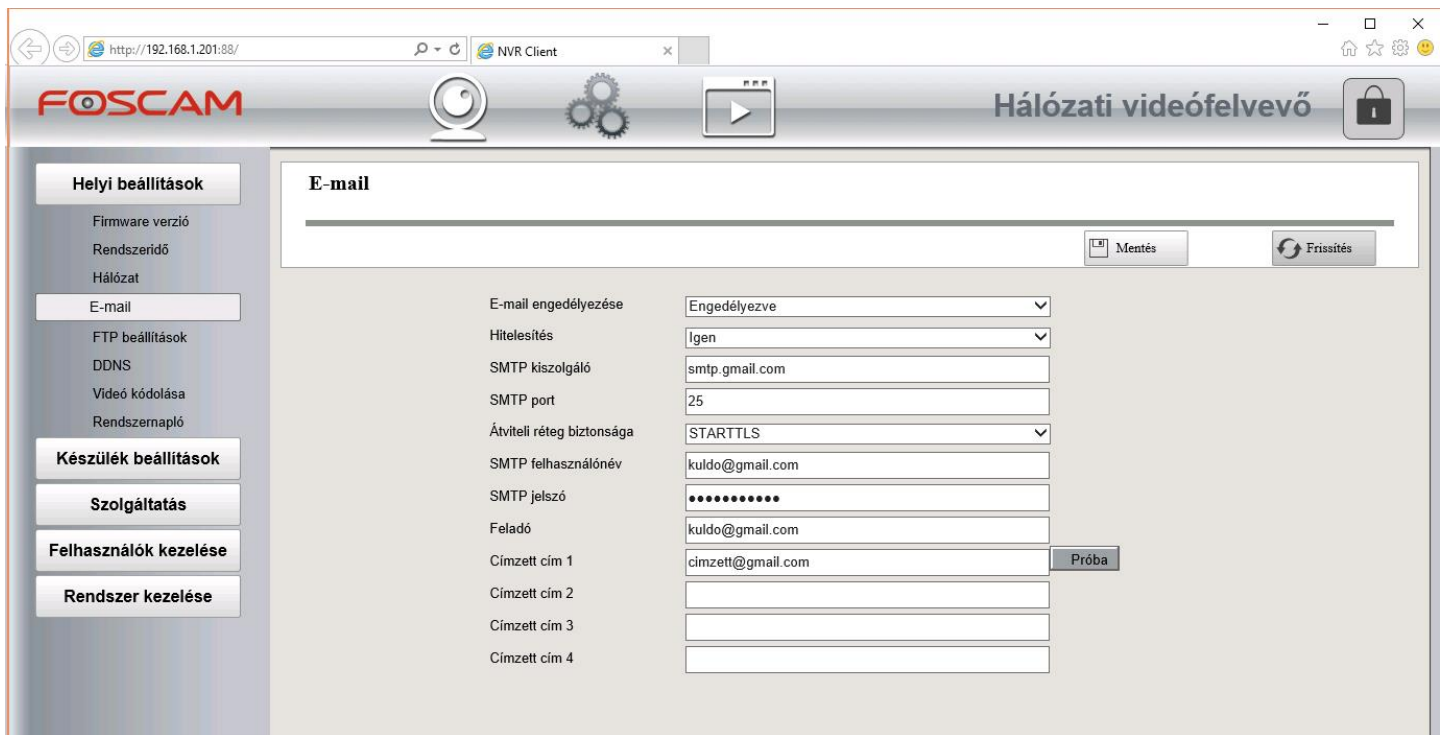 http://192.168.1.201:88/
NVR Client
FOSCAM
Hálózati videófelvevő
Helyi beállítások
Firmware verzió
Rendszeridő
Hálózat
E-mail
FTP beállítások
DDNS
Videó kódolása
Rendszernapló
Készülék beállítások
Szolgáltatás
Felhasználók kezelése
Rendszer kezelése
E-mail
Mentés
Frissítés
E-mail engedélyezése Engedélyezve
Hitelesítés Igen
SMTP kiszolgáló smtp.gmail.com
SMTP port 25
Átviteli réteg biztonsága STARTTLS
SMTP felhasználónév kuldo@gmail.com
SMTP jelszó •••••••••••
Feladó kuldo@gmail.com
Címzett cím 1 cimzett@gmail.com Próba
Címzett cím 2
Címzett cím 3
Címzett cím 4